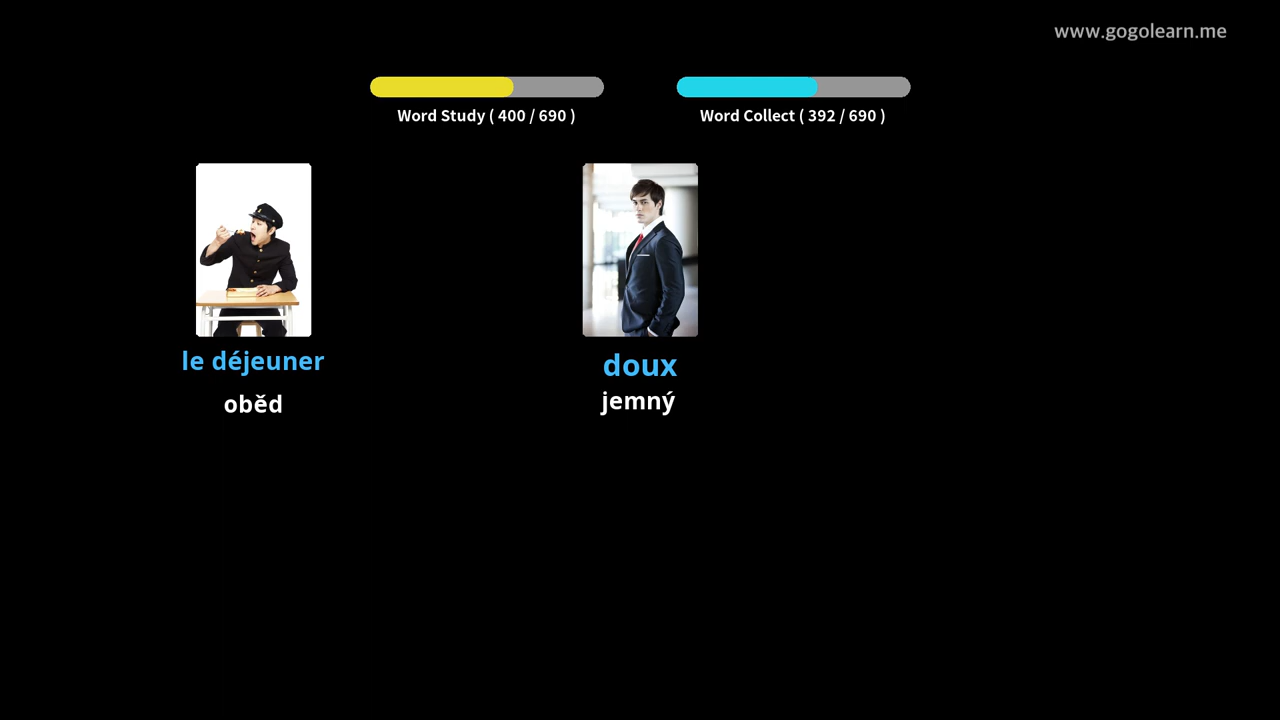 www.gogolearn.me
Word Study ( 400 / 690 )
Word Collect ( 392 / 690 )
le déjeuner
oběd
doux
jemný